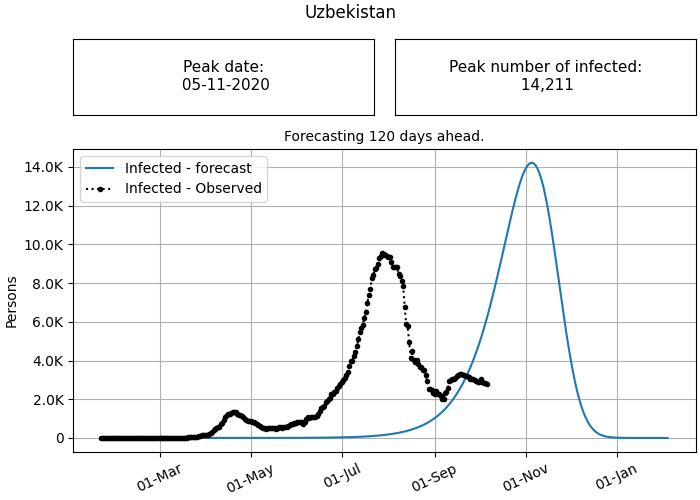 Uzbekistan
Peak date:
05-11-2020
Peak number of infected:
14,211
Forecasting 120 days ahead.
Infected - forecast
Infected - Observed
14.0K
12.0K
10.0K
8.0K
6.0K
4.0K
2.0K
0
Persons
01-Mar
01-May
01-Jul
01-Sep
01-Nov
01-Jan